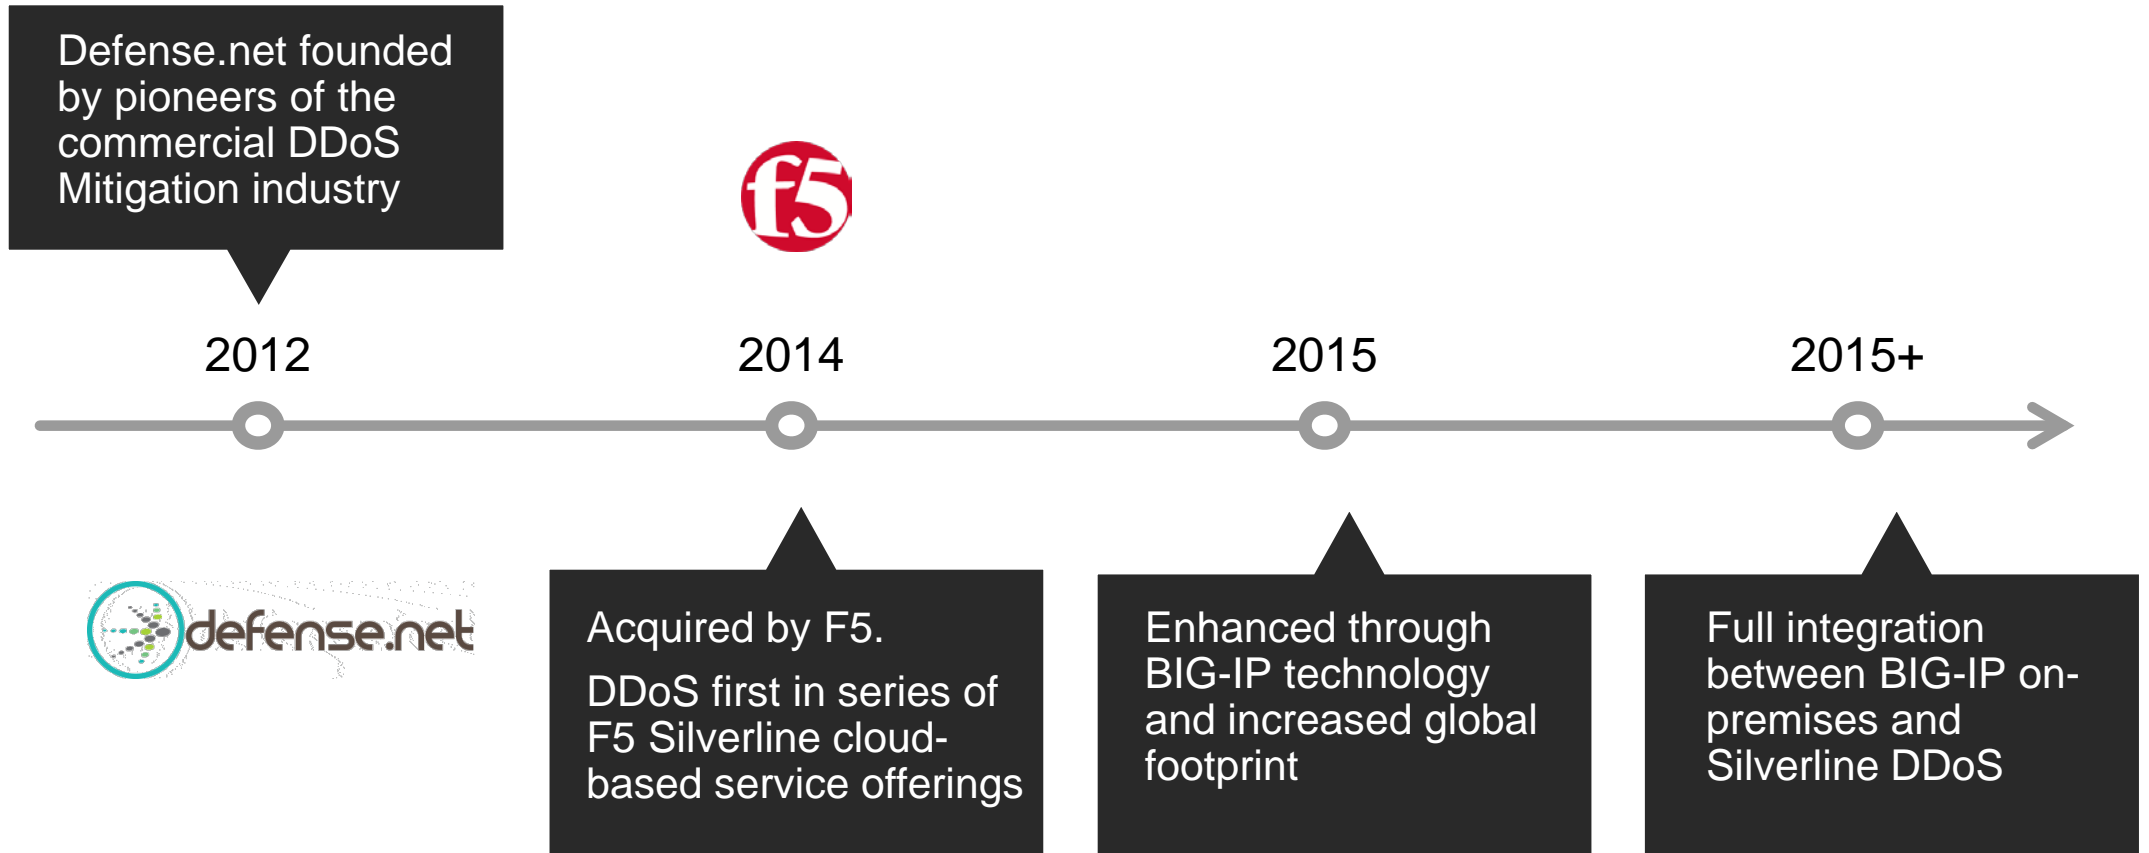 Defense.net founded
by pioneers of the
commercial DDoS
Mitigation industry
f5
2012
2014
2015
2015+
defense.net
Acquired by F5.
DDoS first in series of
F5 Silverline cloud-
based service offerings
Enhanced through
BIG-IP technology
and increased global
footprint
Full integration
between BIG-IP on-
premises and
Silverline DDoS